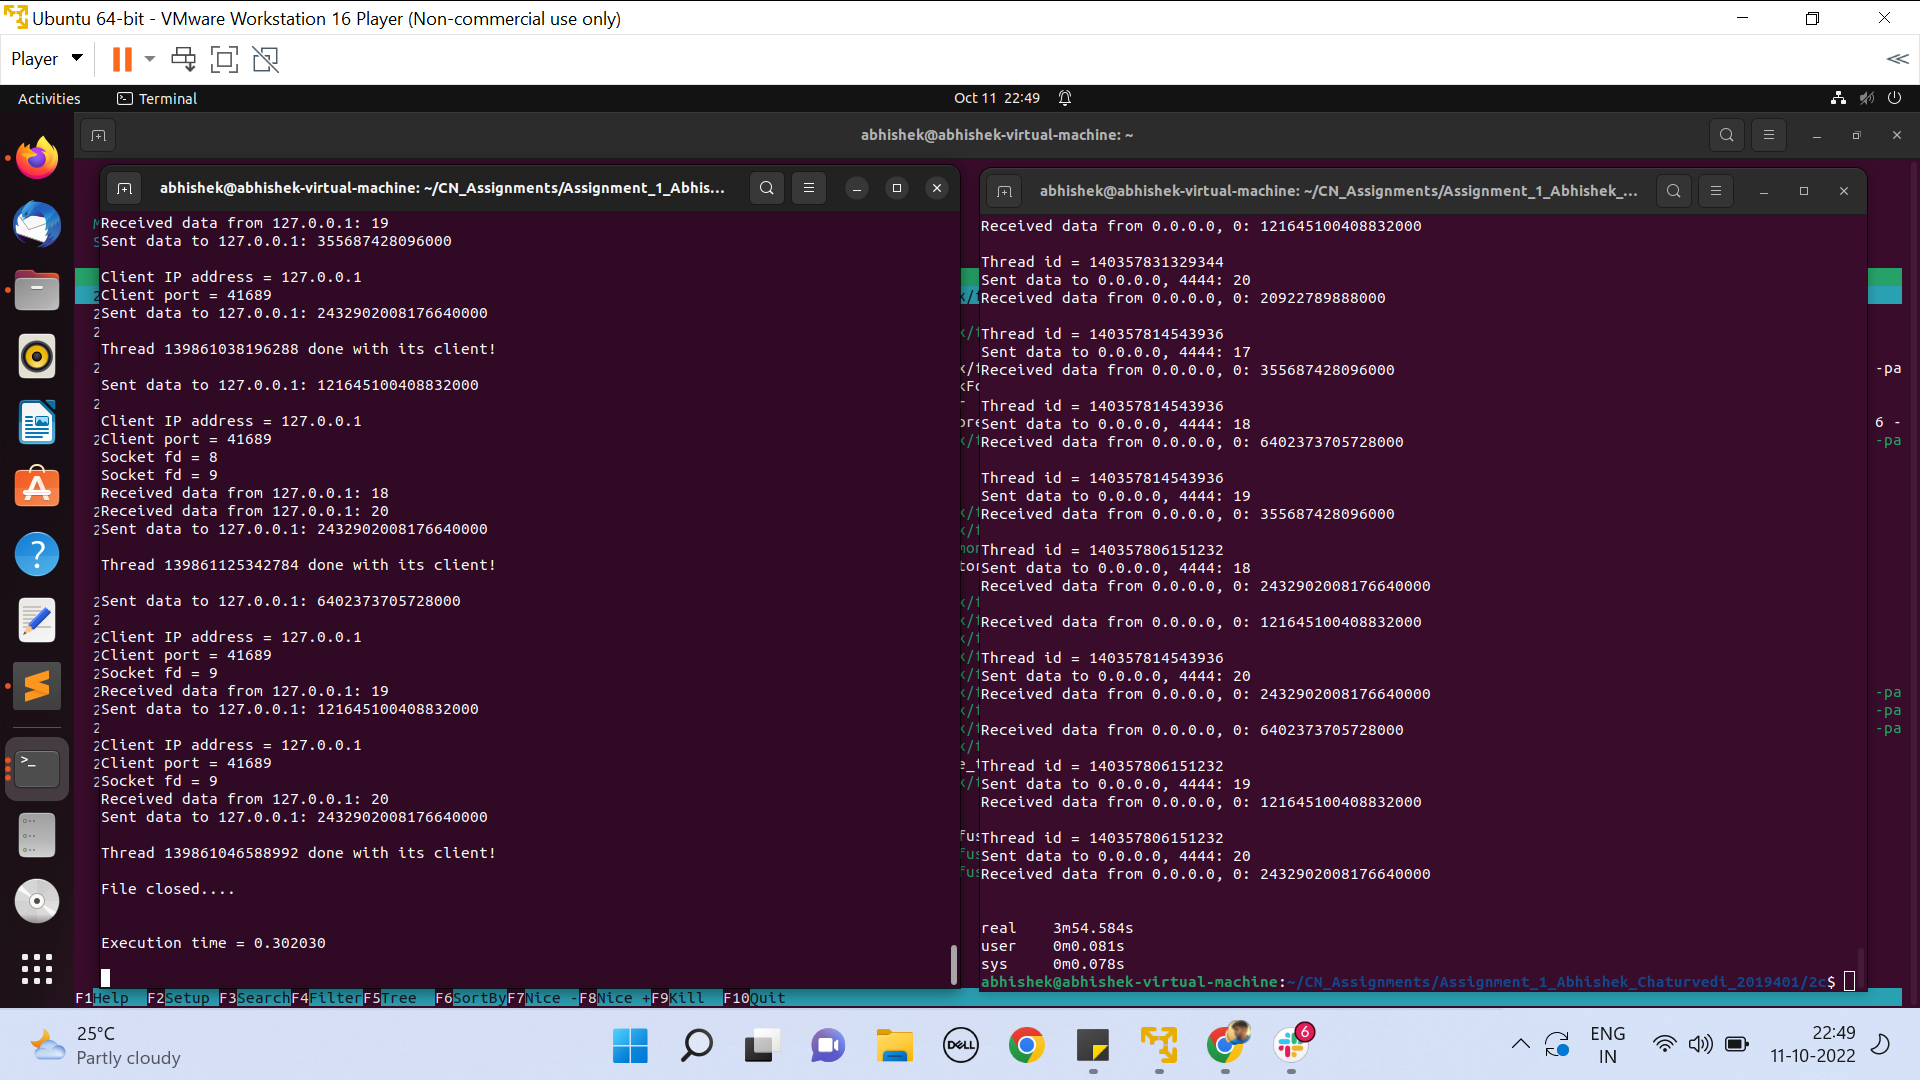 Ubuntu 64-bit - VMware Workstation 16 Player (Non-commercial use only)
Player
Activities
Terminal
Oct 11 22:49
abhishek@abhishek-virtual-machine: ~
abhishek@abhishek-virtual-machine: ~/CN_Assignments/Assignment_1_Abhis...
Received data from 127.0.0.1: 19
Sent data to 127.0.0.1: 355687428096000
Client IP address = 127.0.0.1
Client port = 41689
Sent data to 127.0.0.1: 2432902008176640000
Thread 139861038196288 done with its client!
Sent data to 127.0.0.1: 121645100408832000
Client IP address = 127.0.0.1
Client port = 41689
Socket fd = 8
Socket fd = 9
Received data from 127.0.0.1: 18
Received data from 127.0.0.1: 20
Sent data to 127.0.0.1: 2432902008176640000
Thread 139861125342784 done with its client!
Sent data to 127.0.0.1: 6402373705728000
Client IP address = 127.0.0.1
Client port = 41689
Socket fd = 9
Received data from 127.0.0.1: 19
Sent data to 127.0.0.1: 121645100408832000
Client IP address = 127.0.0.1
Client port = 41689
Socket fd = 9
Received data from 127.0.0.1: 20
Sent data to 127.0.0.1: 2432902008176640000
Thread 139861046588992 done with its client!
File closed....
Execution time = 0.302030
abhishek@abhishek-virtual-machine: ~/CN_Assignments/Assignment_1_Abhishek_...
Received data from 0.0.0.0, 0: 121645100408832000
Thread id = 140357831329344
Sent data to 0.0.0.0, 4444: 20
Received data from 0.0.0.0, 0: 20922789888000
Thread id = 140357814543936
Sent data to 0.0.0.0, 4444: 17
Received data from 0.0.0.0, 0: 355687428096000
Thread id = 140357814543936
Sent data to 0.0.0.0, 4444: 18
Received data from 0.0.0.0, 0: 6402373705728000
Thread id = 140357814543936
Sent data to 0.0.0.0, 4444: 19
Received data from 0.0.0.0, 0: 355687428096000
Thread id = 140357806151232
Sent data to 0.0.0.0, 4444: 18
Received data from 0.0.0.0, 0: 2432902008176640000
Received data from 0.0.0.0, 0: 121645100408832000
Thread id = 140357814543936
Sent data to 0.0.0.0, 4444: 20
Received data from 0.0.0.0, 0: 2432902008176640000
Received data from 0.0.0.0, 0: 6402373705728000
Thread id = 140357806151232
Sent data to 0.0.0.0, 4444: 19
Received data from 0.0.0.0, 0: 121645100408832000
Thread id = 140357806151232
Sent data to 0.0.0.0, 4444: 20
Received data from 0.0.0.0, 0: 2432902008176640000
real 3m54.584s
user 0m0.081s
sys 0m0.078s
abhishek@abhishek-virtual-machine:~/CN_Assignments/Assignment_1_Abhishek_Chaturvedi_2019401/2c$
-pa
6 -
-pa
-pa
-pa
-pa
F1Help F2Setup F3SearchF4FilterF5Tree F6SortByF7Nice -F8Nice +F9Kill F10Quit
25°C
Partly cloudy
DELL
6
ENG
IN
22:49
11-10-2022